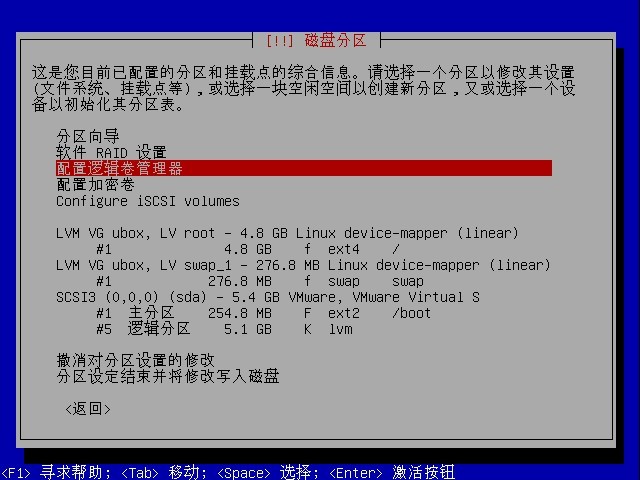 [!!] 磁盘分区
这是您目前已配置的分区和挂载点的综合信息。请选择一个分区以修改其设置
(文件系统、挂载点等)，或选择一块空闲空间以创建新分区，又或选择一个设
备以初始化其分区表。
分区向导
软件 RAID 设置
配置逻辑卷管理器
配置加密卷
Configure iSCSI volumes
LVM VG ubox, LV root - 4.8 GB Linux device-mapper (linear)
#1 4.8 GB f ext4 /
LVM VG ubox, LV swap_1 - 276.8 MB Linux device-mapper (linear)
#1 276.8 MB f swap swap
SCSI3 (0,0,0) (sda) - 5.4 GB VMware, VMware Virtual S
#1 主分区 254.8 MB F ext2 /boot
#5 逻辑分区 5.1 GB K lvm
撤消对分区设置的修改
分区设定结束并将修改写入磁盘
<返回>
<F1> 寻求帮助; <Tab> 移动; <Space> 选择; <Enter> 激活按钮